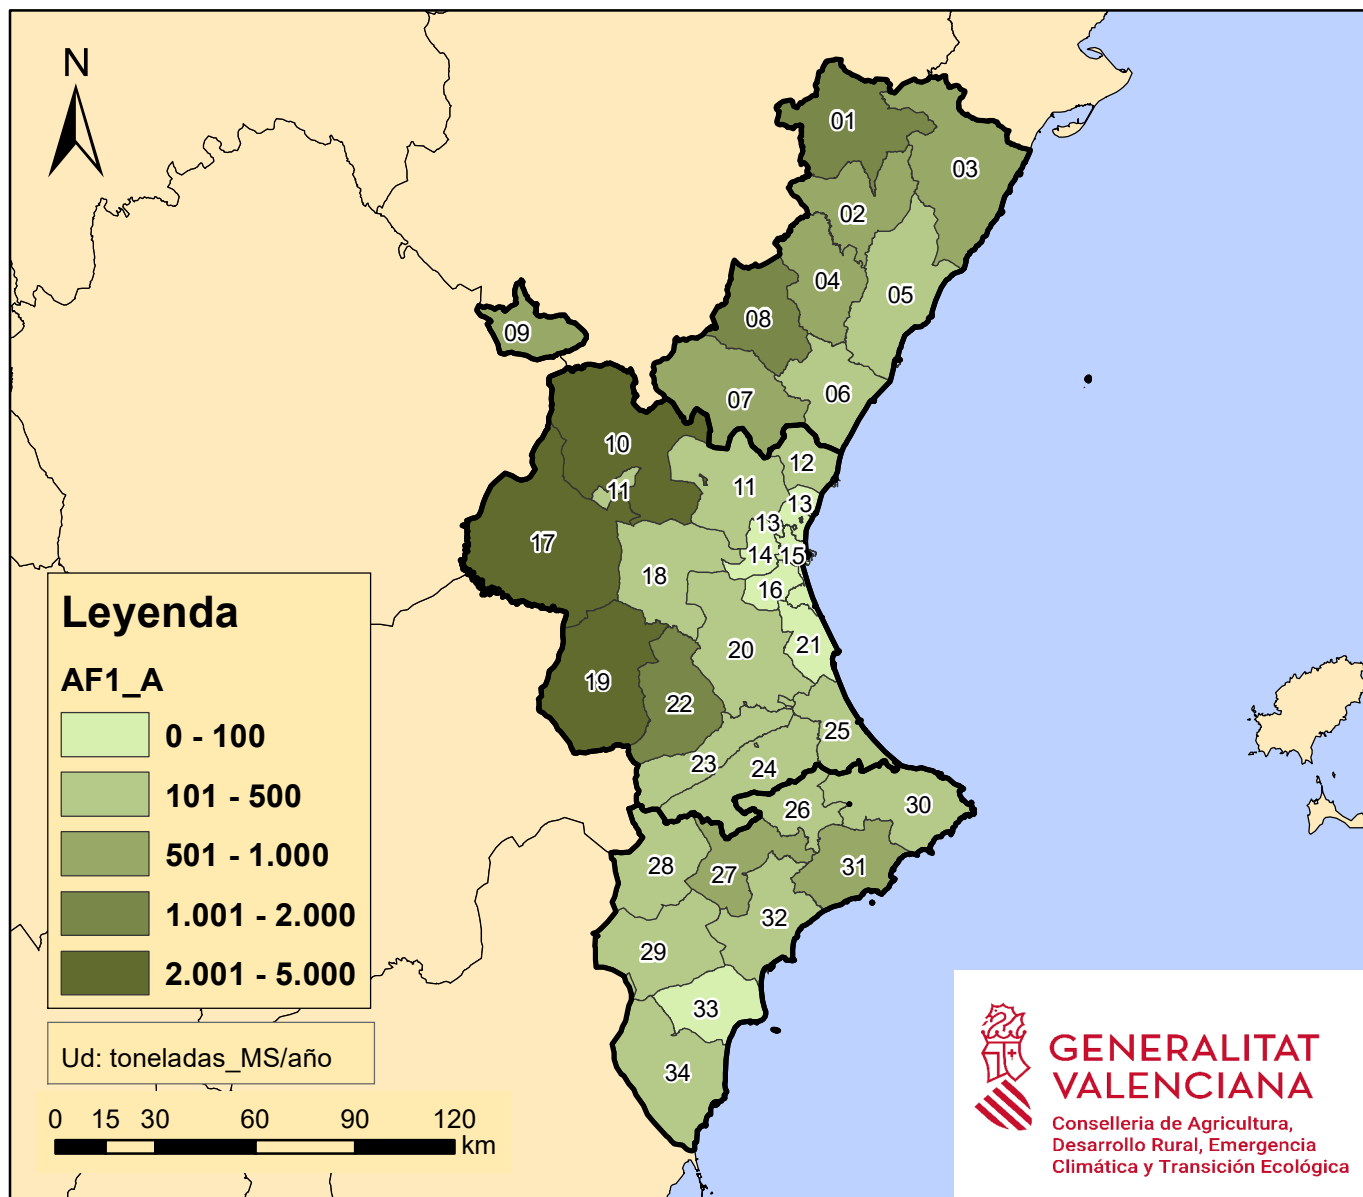 N
01
03
02
04
05
08
09
07
06
10
12
11
11
13
13
17
14
15
18
16
20
21
19
22
25
23
24
26
30
28
27
31
32
29
33
34
Leyenda
AF1_A
0 - 100
101 - 500
501 - 1.000
1.001 - 2.000
2.001 - 5.000
Ud: toneladas_MS/año
0 15 30 60 90 120
km
GENERALITAT
VALENCIANA
Conselleria de Agricultura,
Desarrollo Rural, Emergencia
Climática y Transición Ecológica